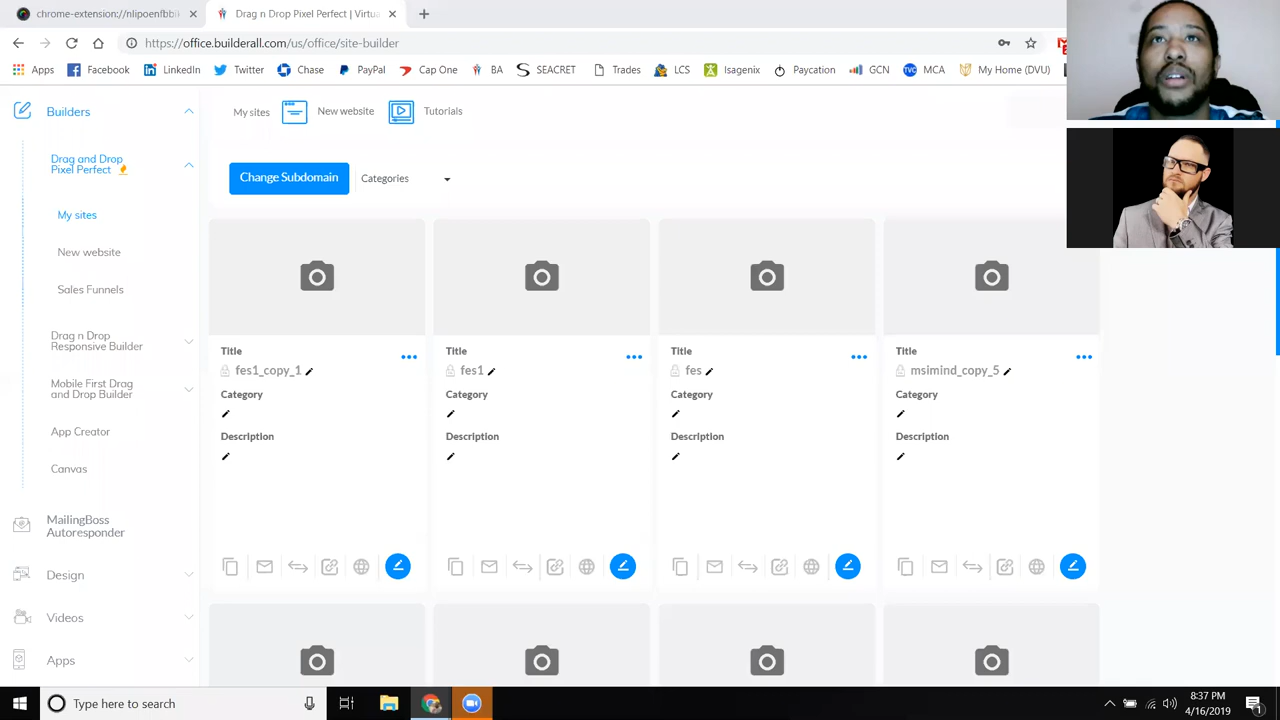 chrome-extension://nlipoenfbbil
Drag n Drop Pixel Perfect | Virtua
https://office.builderall.com/us/office/site-builder
Apps Facebook LinkedIn Twitter Chase PayPal Cap One BA SEACRET Trades LCS Isagenix Paycation GCN MCA My Home (DVU)
Builders
My sites New website Tutorials
Drag and Drop
Pixel Perfect
Change Subdomain Categories
My sites
New website
Sales Funnels
Drag n Drop
Responsive Builder
Mobile First Drag
and Drop Builder
App Creator
Canvas
MailingBoss
Autoresponder
Design
Videos
Apps
Title
fes1_copy_1
Category
Description
Title
fes1
Category
Description
Title
fes
Category
Description
Title
msimind_copy_5
Category
Description
Type here to search
8:37 PM
4/16/2019